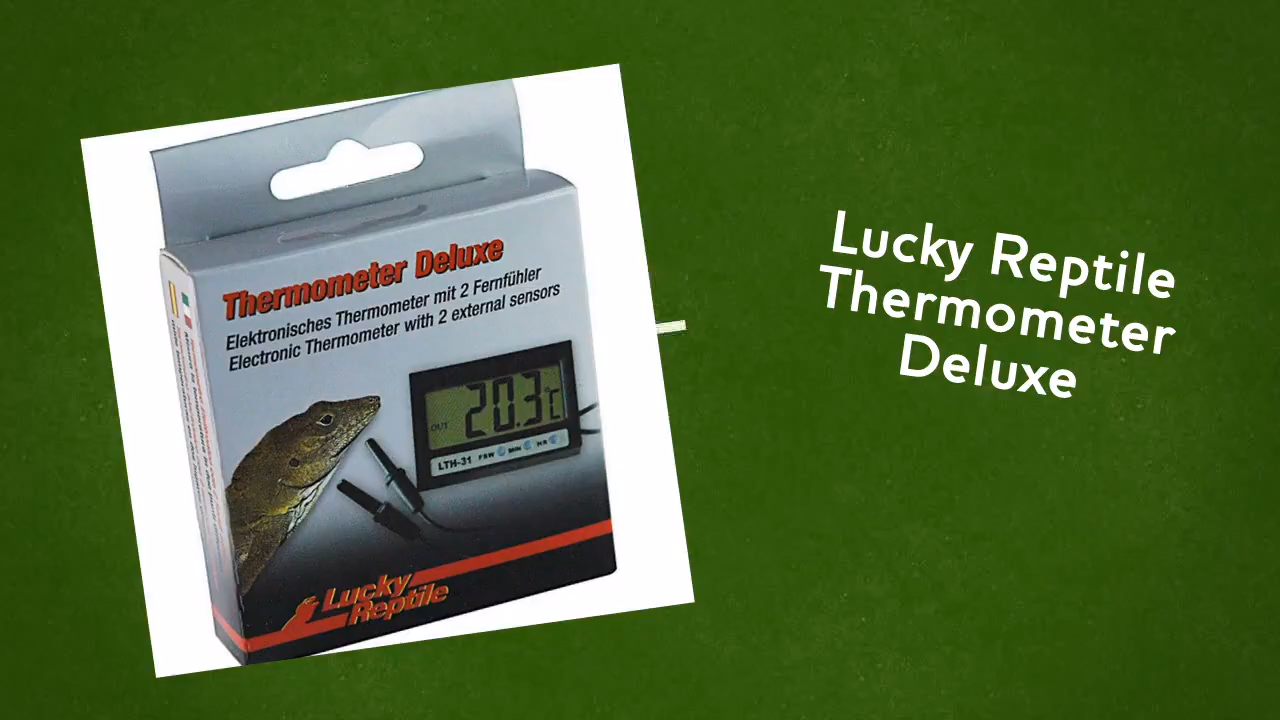 Thermometer Deluxe
Elektronisches Thermometer mit 2 Fernfühler
Electronic Thermometer with 2 external sensors
OUT 20.3°C
LTH-31
Lucky
Reptile
Lucky Reptile
Thermometer
Deluxe